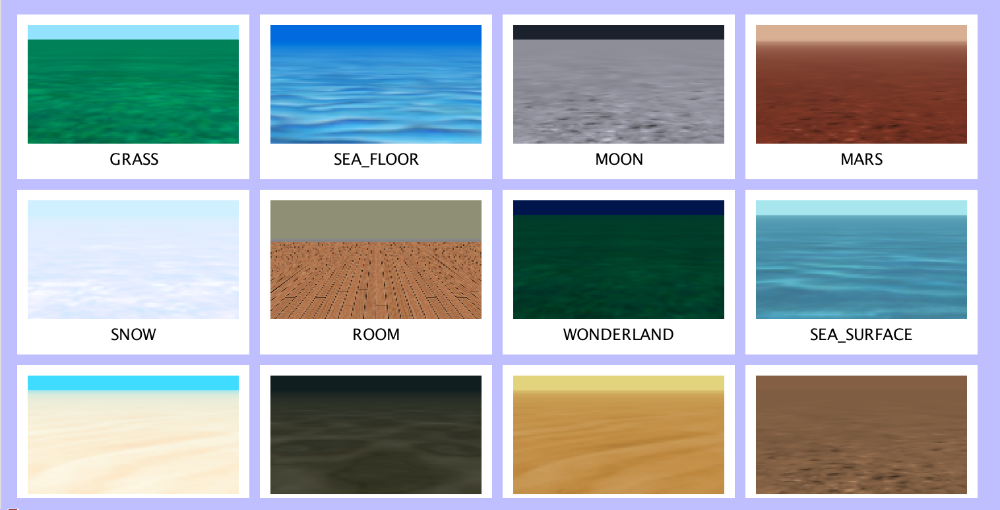 GRASS
SEA_FLOOR
MOON
MARS
SNOW
ROOM
WONDERLAND
SEA_SURFACE